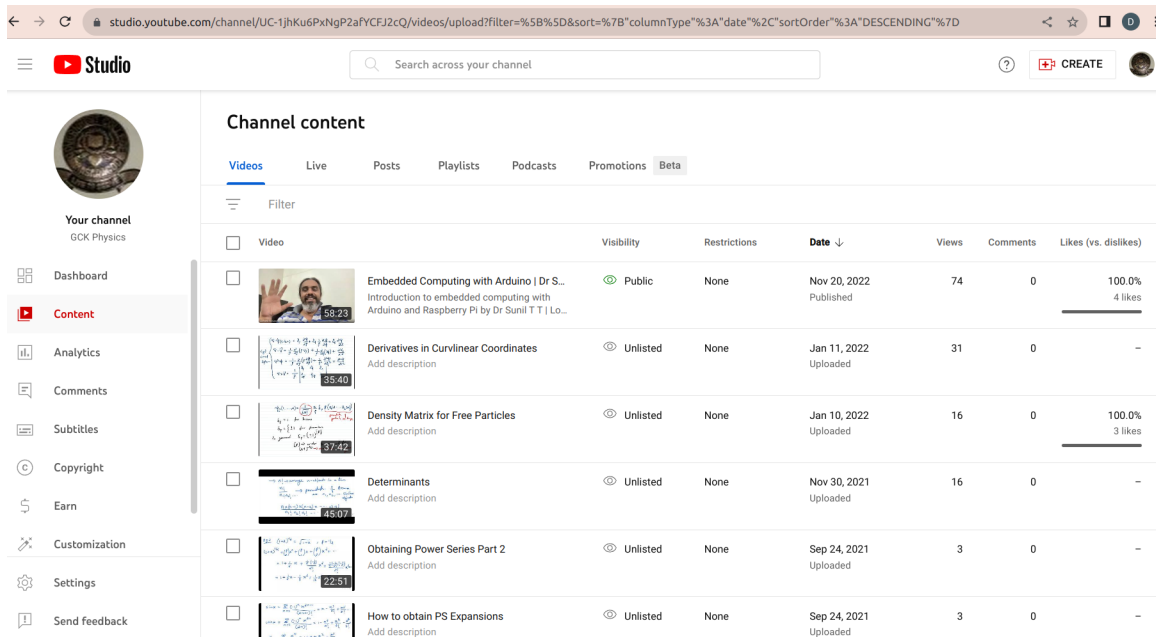 studio.youtube.com/channel/UC-1jhKu6PxNgP2afYCFJ2cQ/videos/upload?filter=%5B%5D&sort=%7B"columnType"%3A"date"%2C"sortOrder"%3A"DESCENDING"%7D
D
Studio
Search across your channel
CREATE
Your channel
GCK Physics
Dashboard
Content
Analytics
Comments
Subtitles
Copyright
Earn
Customization
Settings
Send feedback
Channel content
Videos Live Posts Playlists Podcasts Promotions Beta
Filter
Video Visibility Restrictions Date ↓ Views Comments Likes (vs. dislikes)
58:23 Embedded Computing with Arduino | Dr S... Public None Nov 20, 2022 74 0 100.0%
Introduction to embedded computing with Published 4 likes
Arduino and Raspberry Pi by Dr Sunil T T | Lo...
35:40 Derivatives in Curvlinear Coordinates Unlisted None Jan 11, 2022 31 0 –
Add description Uploaded
37:42 Density Matrix for Free Particles Unlisted None Jan 10, 2022 16 0 100.0%
Add description Uploaded 3 likes
45:07 Determinants Unlisted None Nov 30, 2021 16 0 –
Add description Uploaded
22:51 Obtaining Power Series Part 2 Unlisted None Sep 24, 2021 3 0 –
Add description Uploaded
How to obtain PS Expansions Unlisted None Sep 24, 2021 3 0 –
Add description Uploaded